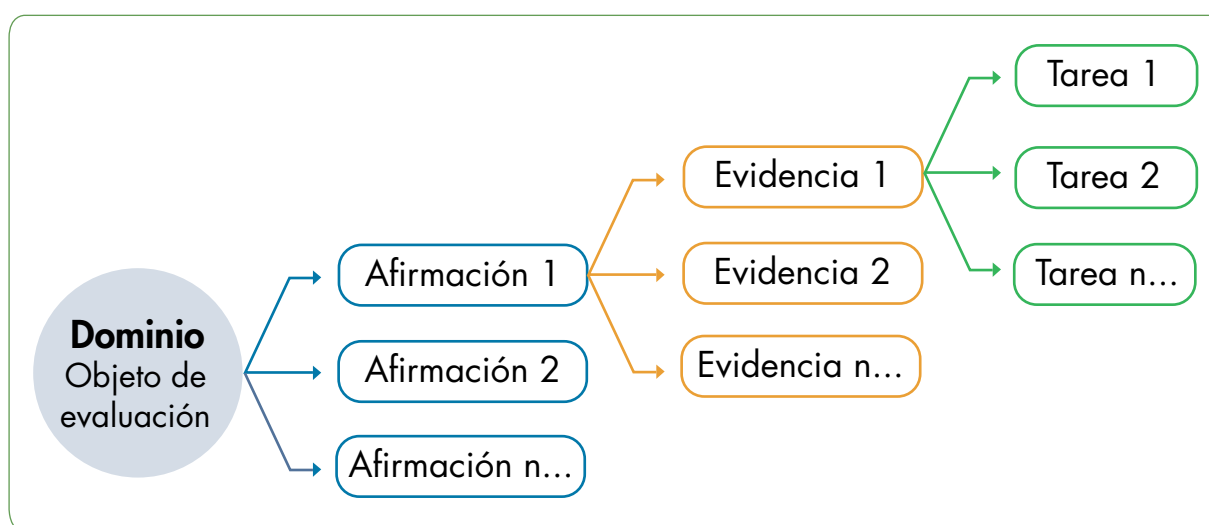 Dominio
Objeto de
evaluación
Afirmación 1
Afirmación 2
Afirmación n...
Evidencia 1
Evidencia 2
Evidencia n...
Tarea 1
Tarea 2
Tarea n...